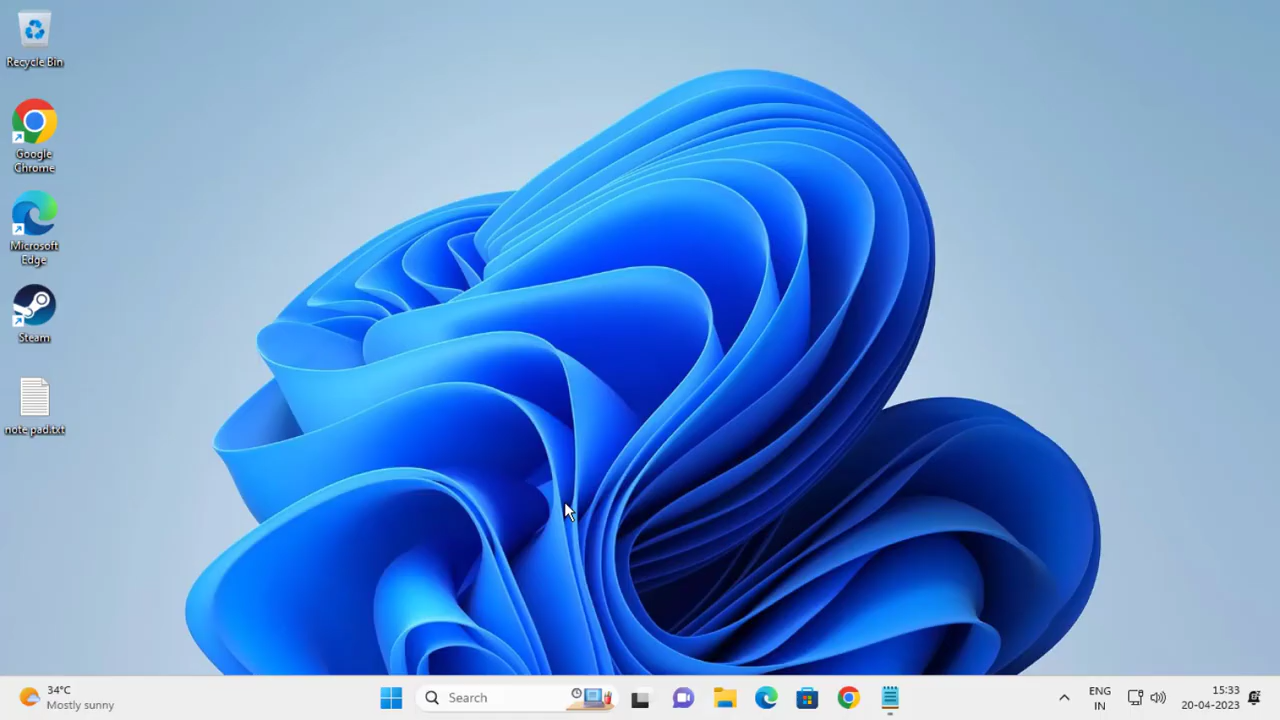 Recycle Bin
Google
Chrome
Microsoft
Edge
Steam
note pad.txt
34°C
Mostly sunny
Search
ENG
IN
15:33
20-04-2023